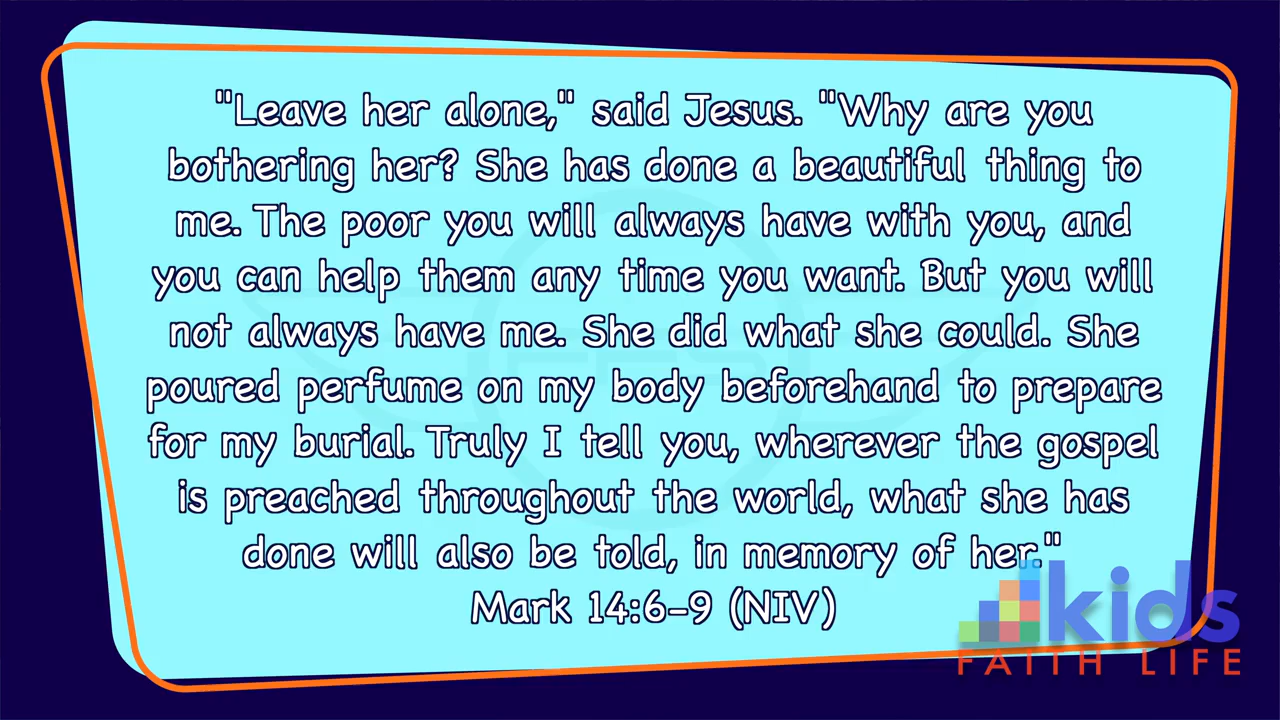 "Leave her alone," said Jesus. "Why are you
bothering her? She has done a beautiful thing to
me. The poor you will always have with you, and
you can help them any time you want. But you will
not always have me. She did what she could. She
poured perfume on my body beforehand to prepare
for my burial. Truly I tell you, wherever the gospel
is preached throughout the world, what she has
done will also be told, in memory of her."
Mark 14:6-9 (NIV)
kids
FAITH LIFE